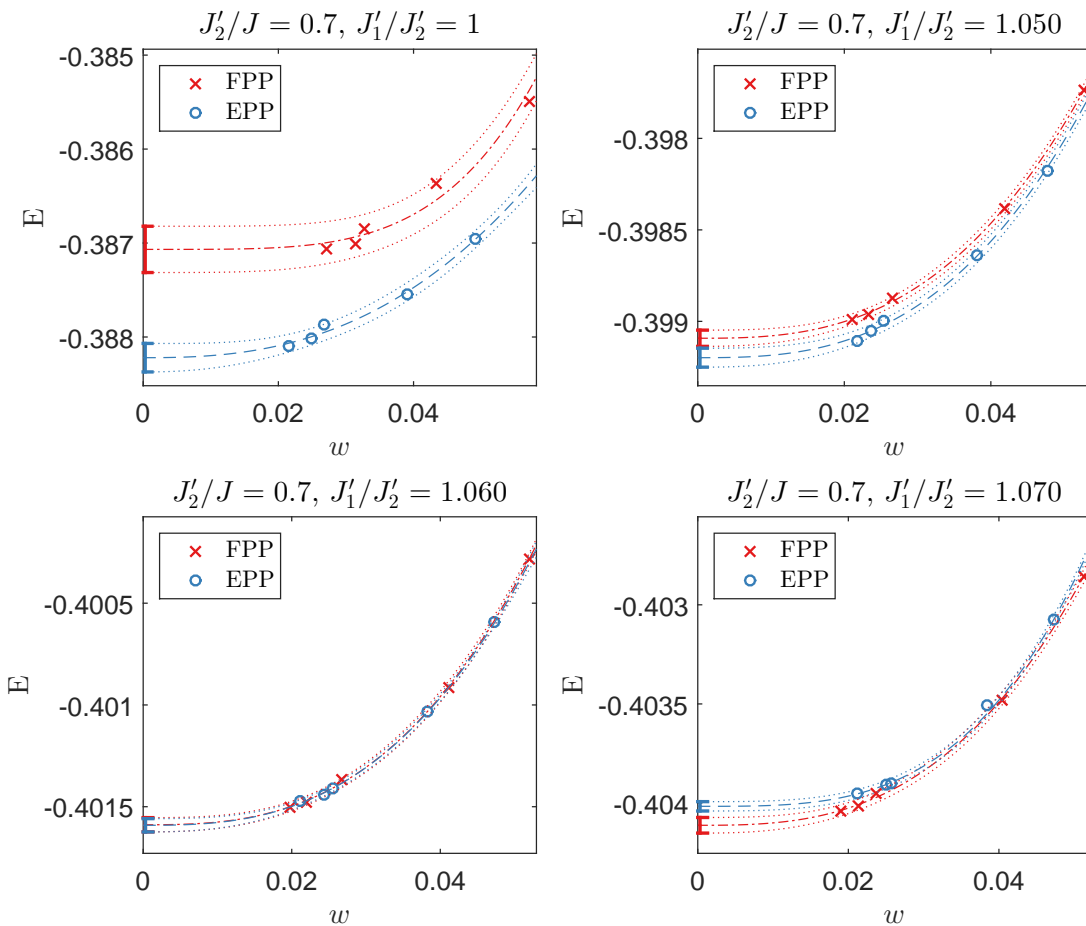 J′₂/J = 0.7, J′₁/J′₂ = 1
-0.385
-0.386
-0.387
-0.388
E
FPP
EPP
0
0.02
0.04
w
J′₂/J = 0.7, J′₁/J′₂ = 1.050
-0.398
-0.3985
-0.399
E
FPP
EPP
0
0.02
0.04
w
J′₂/J = 0.7, J′₁/J′₂ = 1.060
-0.4005
-0.401
-0.4015
E
FPP
EPP
0
0.02
0.04
w
J′₂/J = 0.7, J′₁/J′₂ = 1.070
-0.403
-0.4035
-0.404
E
FPP
EPP
0
0.02
0.04
w